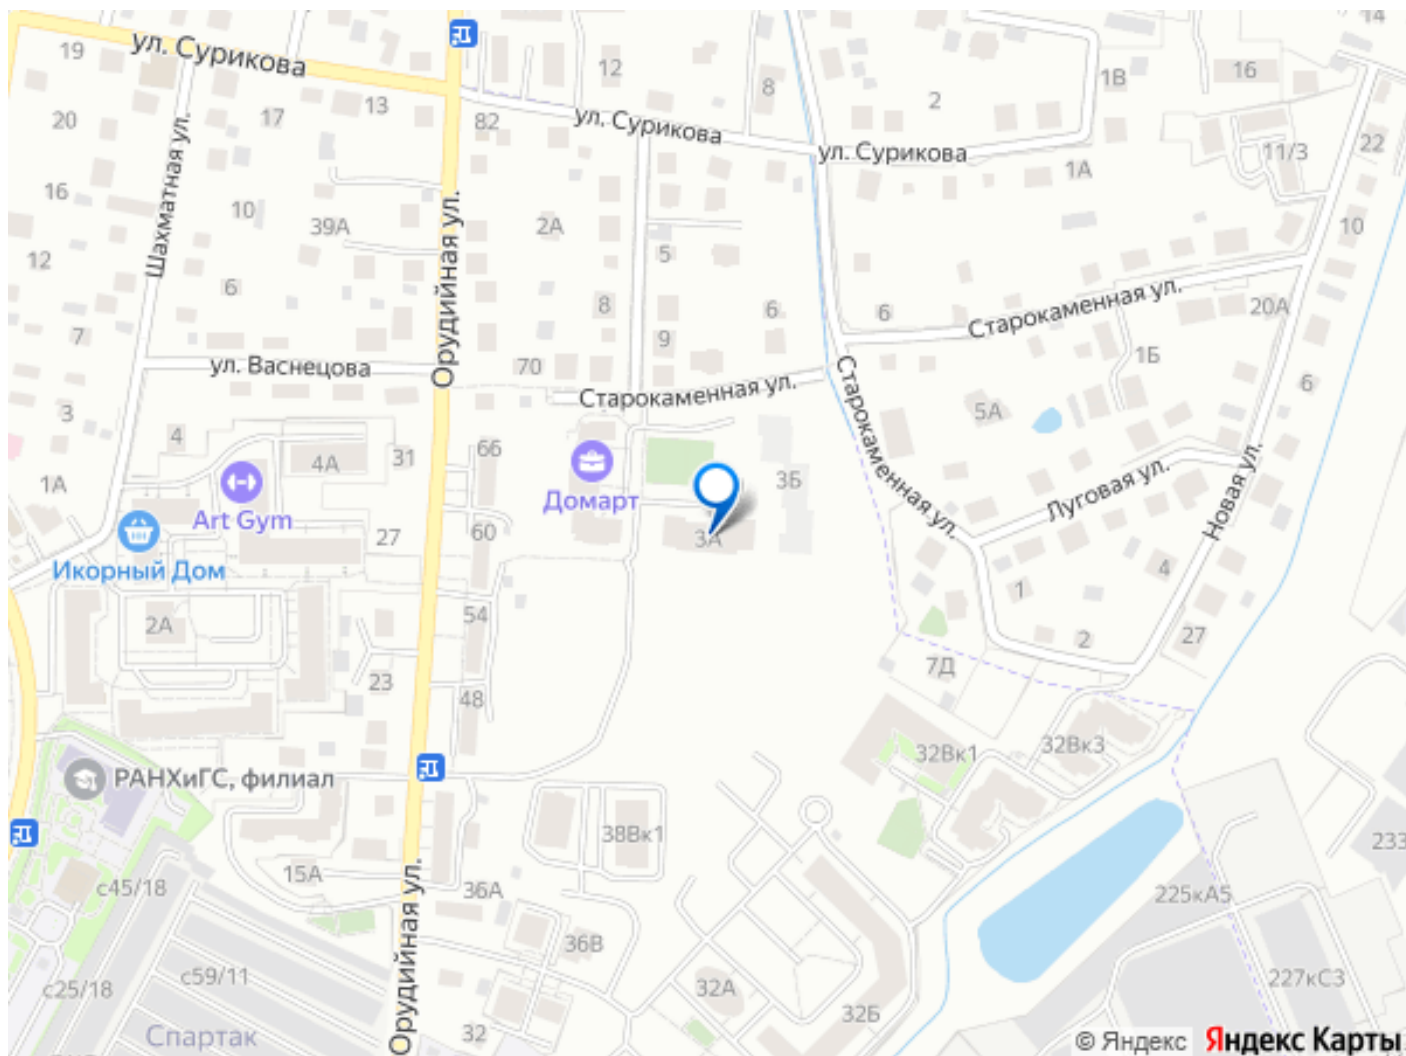 14
19
ул. Сурикова
12
8
1В
16
2
20
17
13
82
ул. Сурикова
ул. Сурикова
22
11/3
1А
Шахматная ул.
16
10
39А
Орудийная ул.
2А
10
12
5
6
8
6
6
Старокаменная ул.
20А
7
9
1Б
ул. Васнецова
70
Старокаменная ул.
Старокаменная ул.
6
3
5А
4
66
31
4А
Домарт
3Б
1А
Art Gym
Луговая ул.
Новая ул.
27
60
3А
Икорный Дом
4
1
54
2А
2
27
7Д
23
48
32Вк1
32Вк3
РАНХиГС, филиал
38Вк1
233
15А
с45/18
36А
225кА5
Орудийная ул.
36В
с59/11
с25/18
32А
227кС3
32Б
32
Спартак
© Яндекс Яндекс Карты